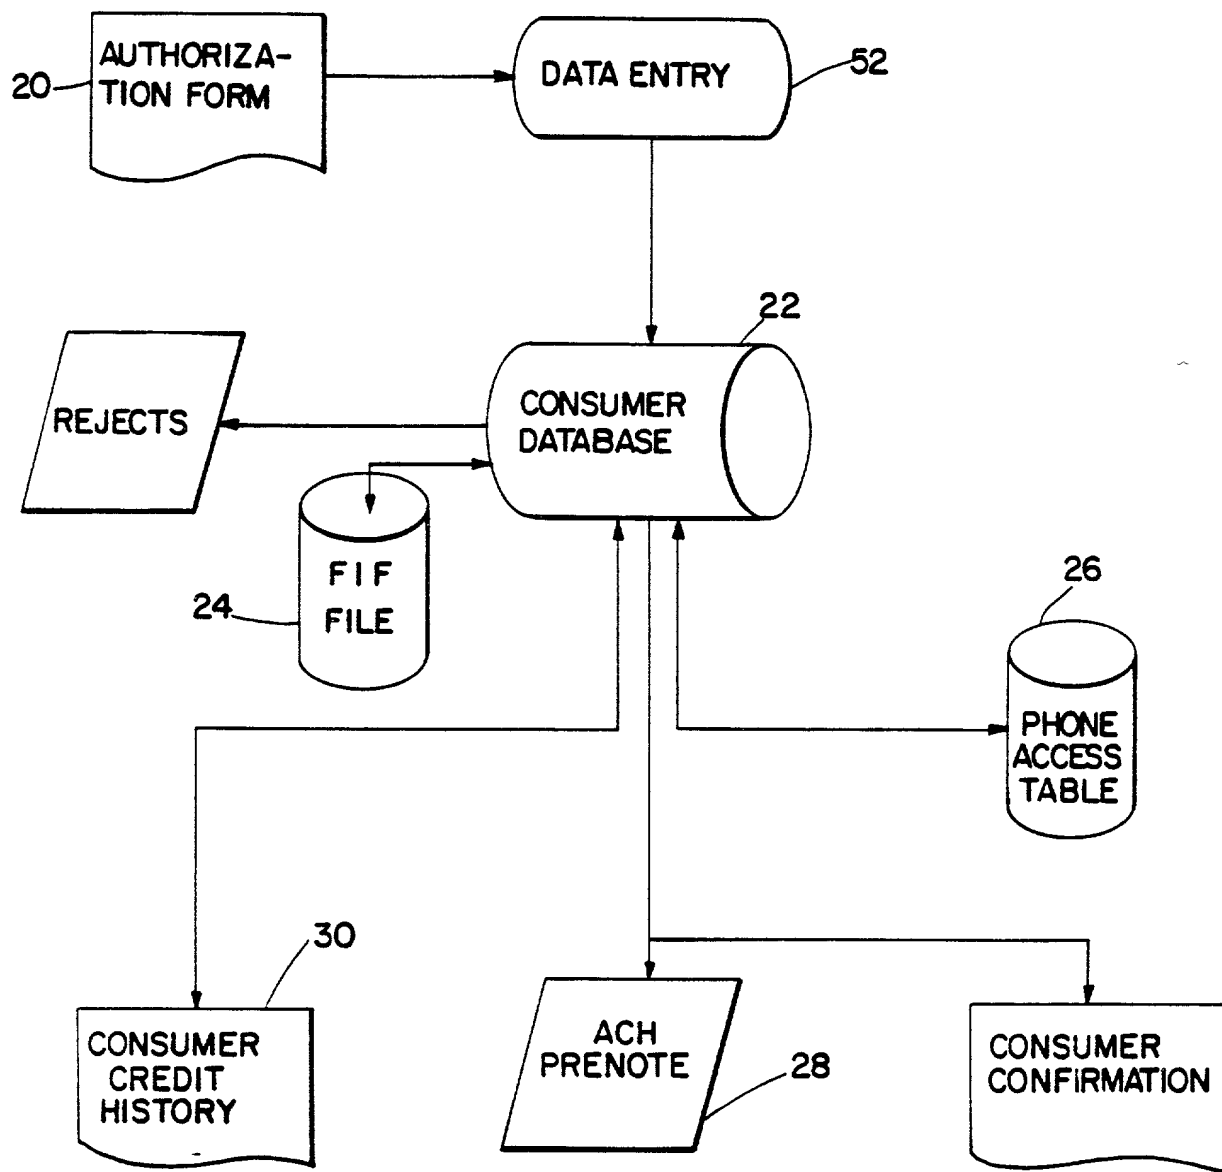 AUTHORIZA-
TION FORM
20
DATA ENTRY
52
22
CONSUMER
DATABASE
REJECTS
FIF
FILE
24
26
PHONE
ACCESS
TABLE
30
CONSUMER
CREDIT
HISTORY
ACH
PRENOTE
28
CONSUMER
CONFIRMATION